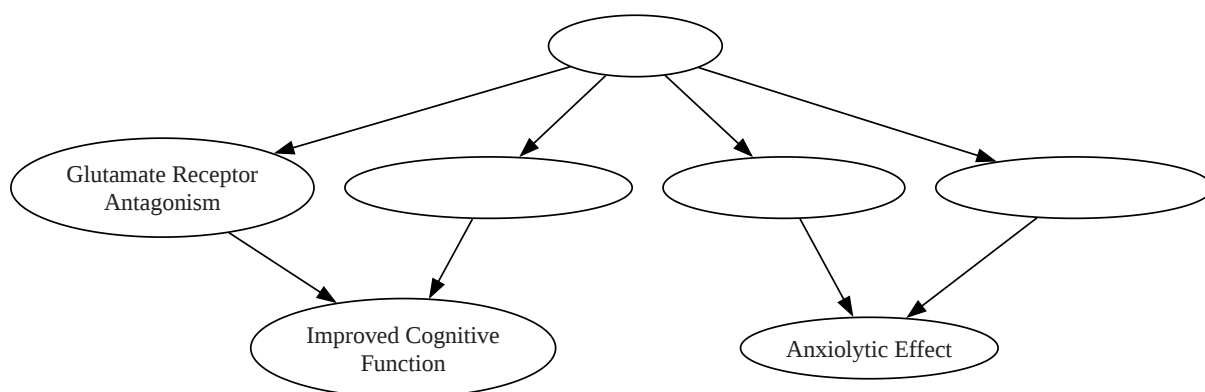 Glutamate Receptor
Antagonism
Improved Cognitive
Function
Anxiolytic Effect